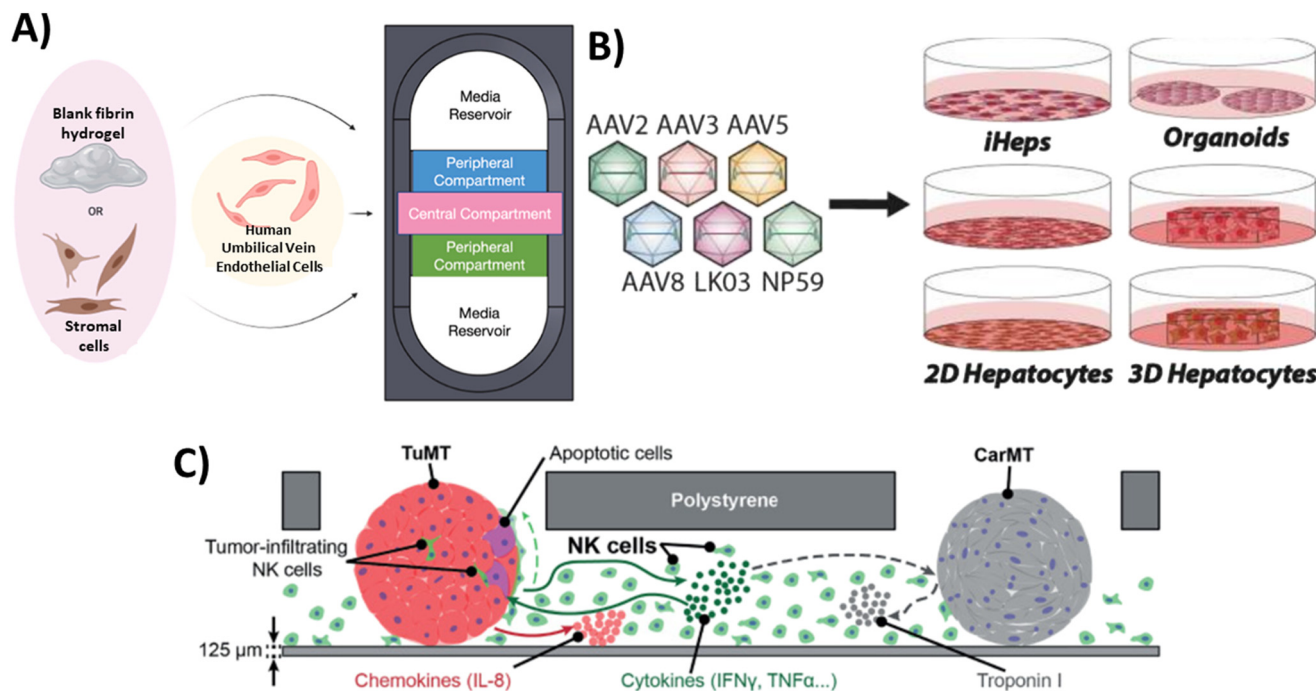 A)
Blank fibrin
hydrogel
OR
Stromal
cells
Human
Umbilical Vein
Endothelial Cells
Media
Reservoir
Peripheral
Compartment
Central Compartment
Peripheral
Compartment
Media
Reservoir
B)
AAV2 AAV3 AAV5
AAV8 LK03 NP59
iHeps
Organoids
2D Hepatocytes
3D Hepatocytes
C)
TuMT
Apoptotic cells
CarMT
Polystyrene
Tumor-infiltrating
NK cells
NK cells
125 µm
Chemokines (IL-8)
Cytokines (IFNγ, TNFα...)
Troponin I